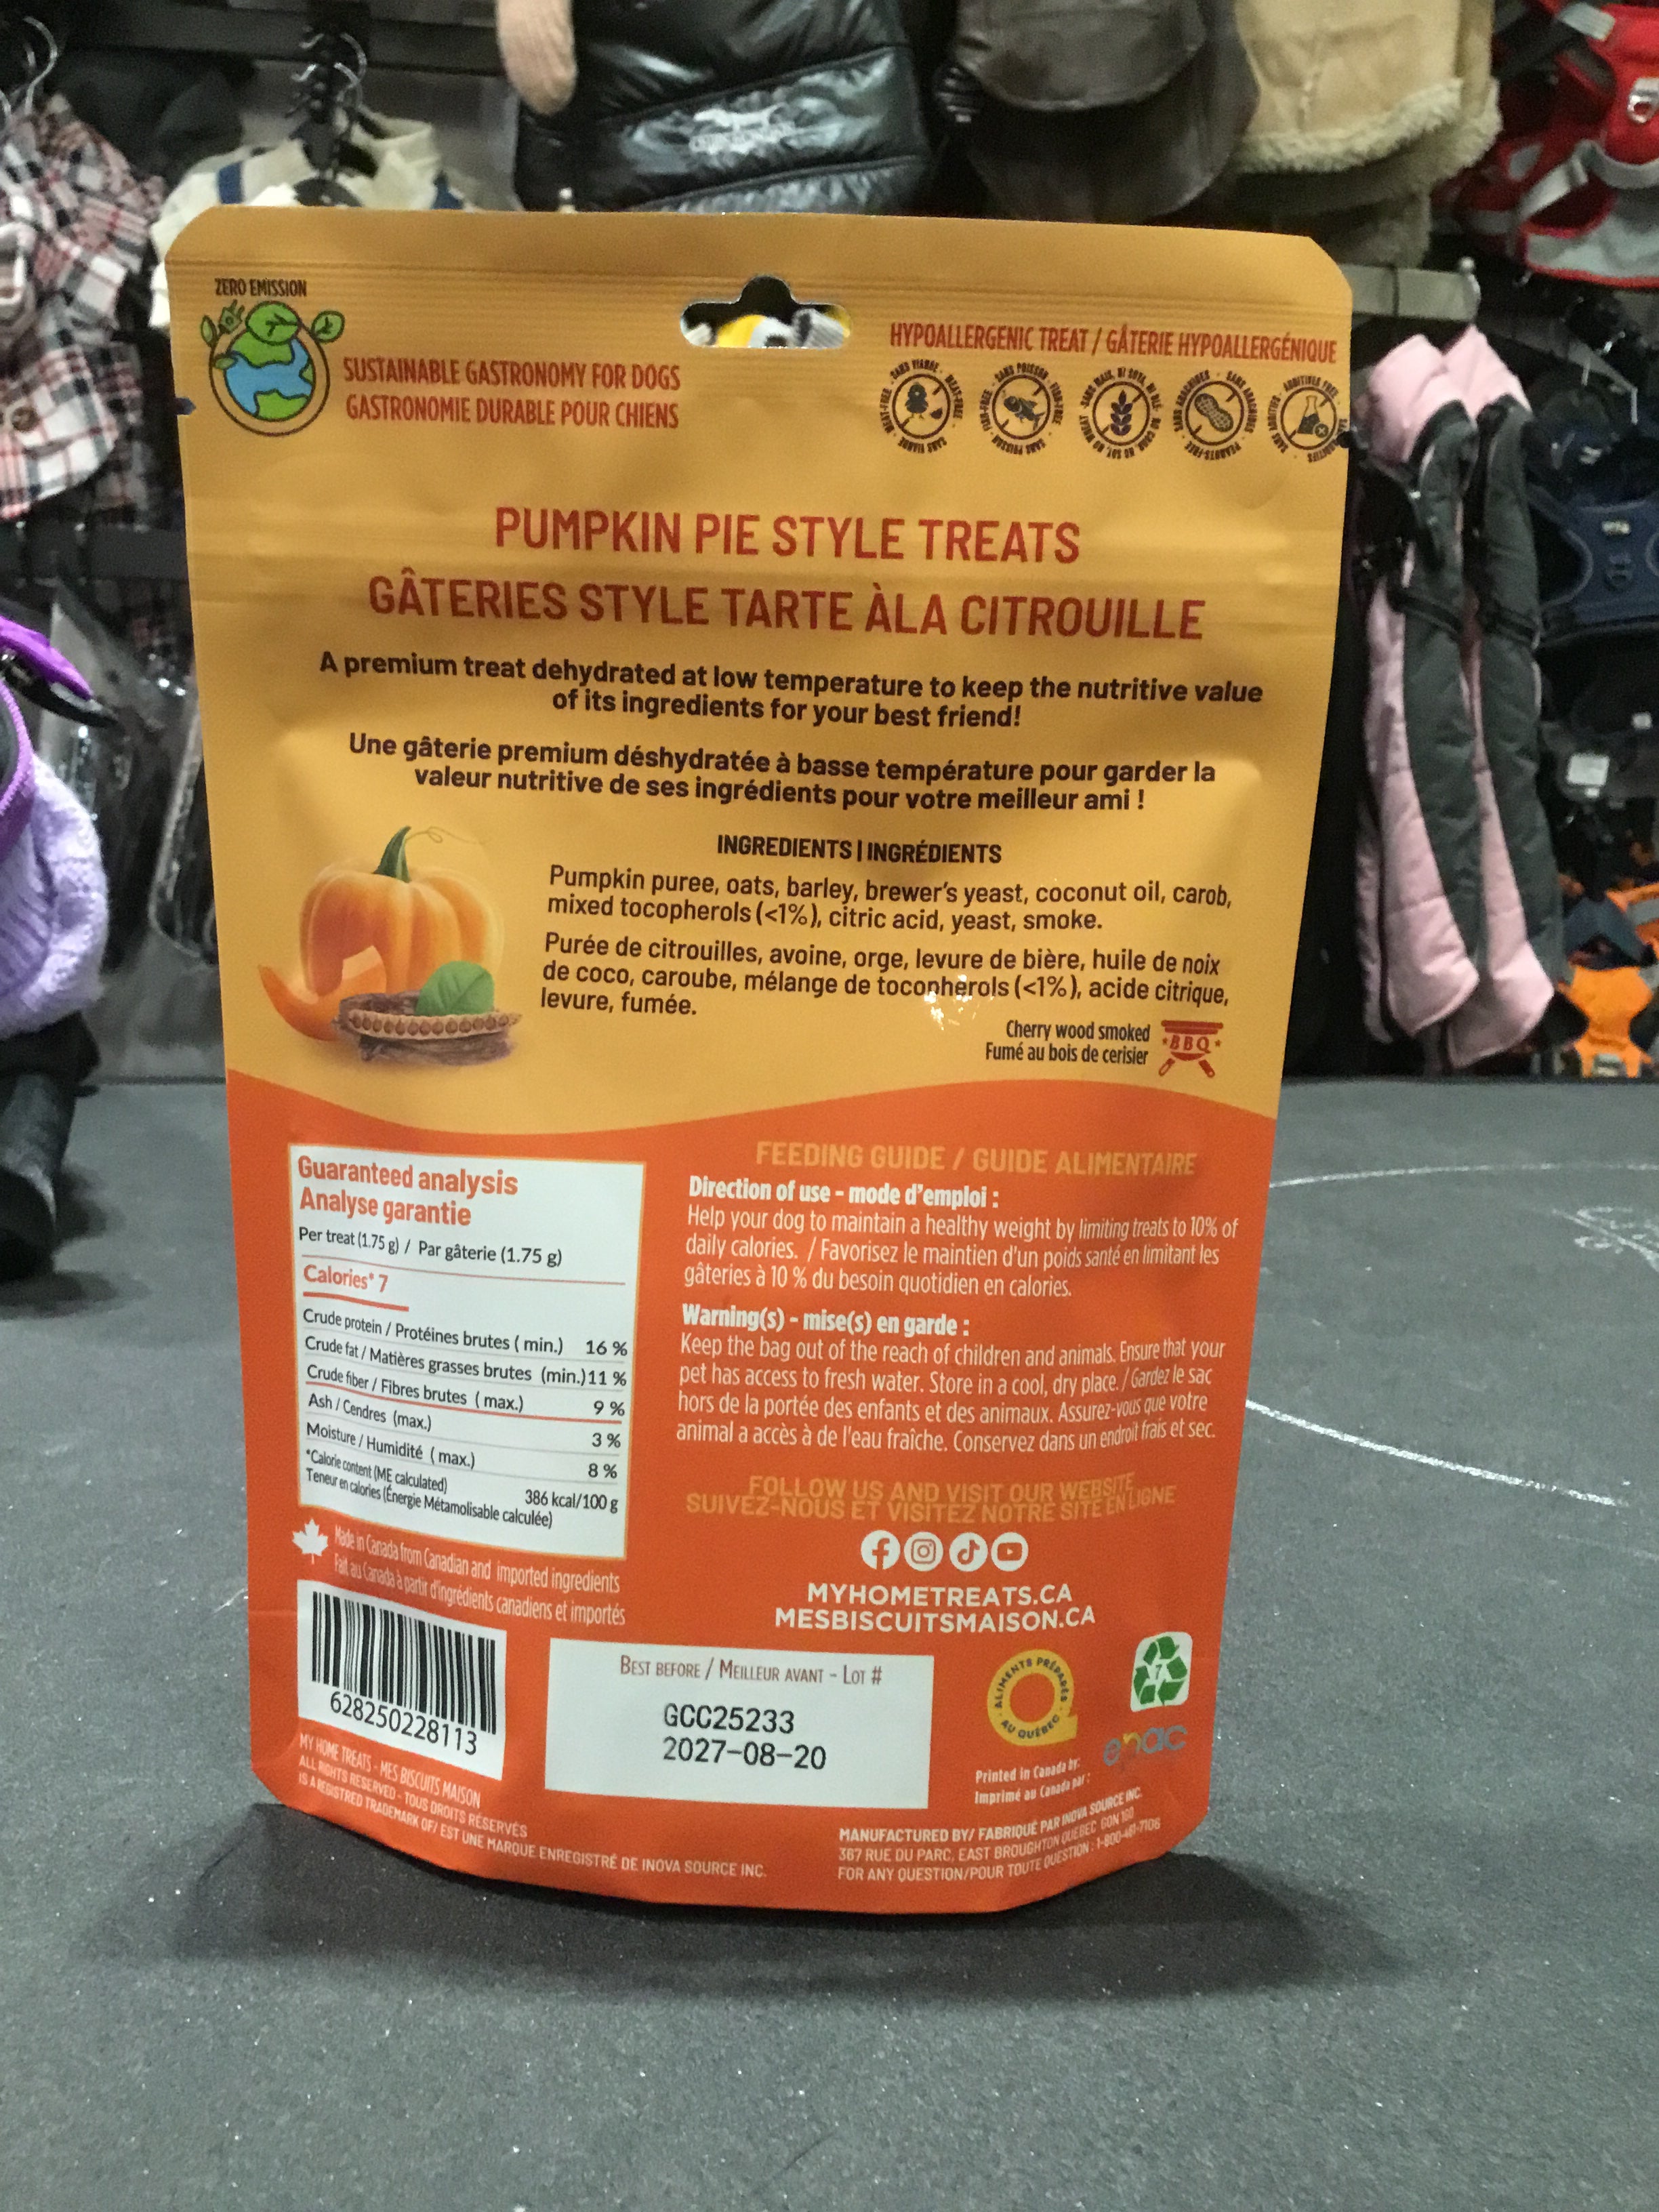 ZERO EMISSION
SUSTAINABLE GASTRONOMY FOR DOGS
GASTRONOMIE DURABLE POUR CHIENS
HYPOALLERGENIC TREAT / GÂTERIE HYPOALLERGÉNIQUE
PUMPKIN PIE STYLE TREATS
GÂTERIES STYLE TARTE ÀLA CITROUILLE
A premium treat dehydrated at low temperature to keep the nutritive value
of its ingredients for your best friend!
Une gâterie premium déshydratée à basse température pour garder la
valeur nutritive de ses ingrédients pour votre meilleur ami !
INGREDIENTS | INGRÉDIENTS
Pumpkin puree, oats, barley, brewer's yeast, coconut oil, carob,
mixed tocopherols (<1%), citric acid, yeast, smoke.
Purée de citrouilles, avoine, orge, levure de bière, huile de noix
de coco, caroube, mélange de tocopherols (<1%), acide citrique,
levure, fumée.
Cherry wood smoked
Fumé au bois de cerisier
BBQ
Guaranteed analysis
Analyse garantie
Per treat (1.75 g) / Par gâterie (1.75 g)
Calories* 7
Crude protein / Protéines brutes ( min.) 16 %
Crude fat / Matières grasses brutes (min.) 11 %
Crude fiber / Fibres brutes ( max.) 9 %
Ash / Cendres (max.) 3 %
Moisture / Humidité ( max.) 8 %
*Calorie content (ME calculated) 386 kcal/100 g
Teneur en calories (Énergie Métamolisable calculée)
Made in Canada from Canadian and imported ingredients
Fait au Canada à partir d'ingrédients canadiens et importés
628250228113
MY HOME TREATS - MES BISCUITS MAISON
ALL RIGHTS RESERVED - TOUS DROITS RÉSERVÉS
IS A REGISTRED TRADEMARK OF/ EST UNE MARQUE ENREGISTRÉ DE INOVA SOURCE INC.
FEEDING GUIDE / GUIDE ALIMENTAIRE
Direction of use - mode d'emploi :
Help your dog to maintain a healthy weight by limiting treats to 10% of
daily calories. / Favorisez le maintien d'un poids santé en limitant les
gâteries à 10 % du besoin quotidien en calories.
Warning(s) - mise(s) en garde :
Keep the bag out of the reach of children and animals. Ensure that your
pet has access to fresh water. Store in a cool, dry place. / Gardez le sac
hors de la portée des enfants et des animaux. Assurez-vous que votre
animal a accès à de l'eau fraîche. Conservez dans un endroit frais et sec.
FOLLOW US AND VISIT OUR WEBSITE
SUIVEZ-NOUS ET VISITEZ NOTRE SITE EN LIGNE
MYHOMETREATS.CA
MESBISCUITSMAISON.CA
BEST BEFORE / MEILLEUR AVANT - LOT #
GCC25233
2027-08-20
ALIMENTS PRÉPARÉS AU QUÉBEC
7
Printed in Canada by:
Imprimé au Canada par :
epac
MANUFACTURED BY/ FABRIQUÉ PAR INOVA SOURCE INC.
367 RUE DU PARC, EAST BROUGHTON QUEBEC G0N 1G0
FOR ANY QUESTION/POUR TOUTE QUESTION : 1-800-461-7106